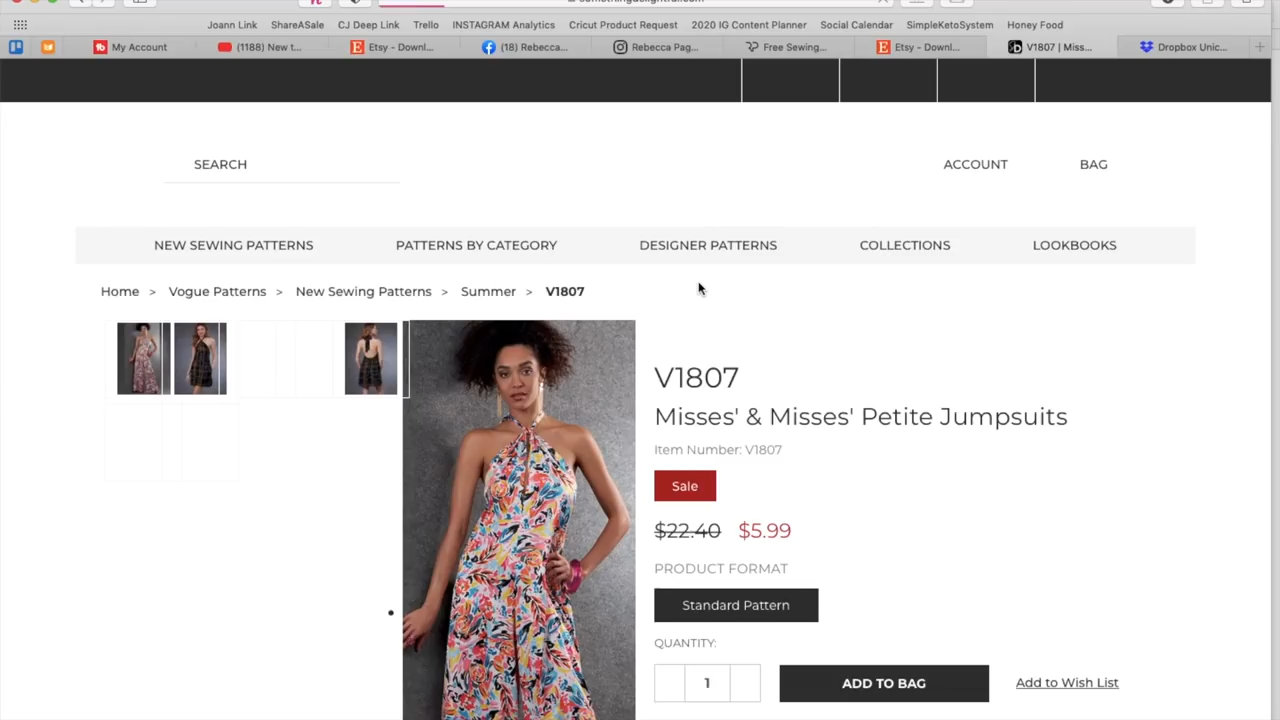 Joann Link ShareASale CJ Deep Link Trello INSTAGRAM Analytics Cricut Product Request 2020 IG Content Planner Social Calendar SimpleKetoSystem Honey Food
My Account (1188) New t... Etsy - Downl... (18) Rebecca... Rebecca Pag... Free Sewing... Etsy - Downl... V1807 | Miss... Dropbox Unic...
SEARCH ACCOUNT BAG
NEW SEWING PATTERNS PATTERNS BY CATEGORY DESIGNER PATTERNS COLLECTIONS LOOKBOOKS
Home > Vogue Patterns > New Sewing Patterns > Summer > V1807
V1807
Misses' & Misses' Petite Jumpsuits
Item Number: V1807
Sale
$22.40 $5.99
PRODUCT FORMAT
Standard Pattern
QUANTITY:
1 ADD TO BAG Add to Wish List